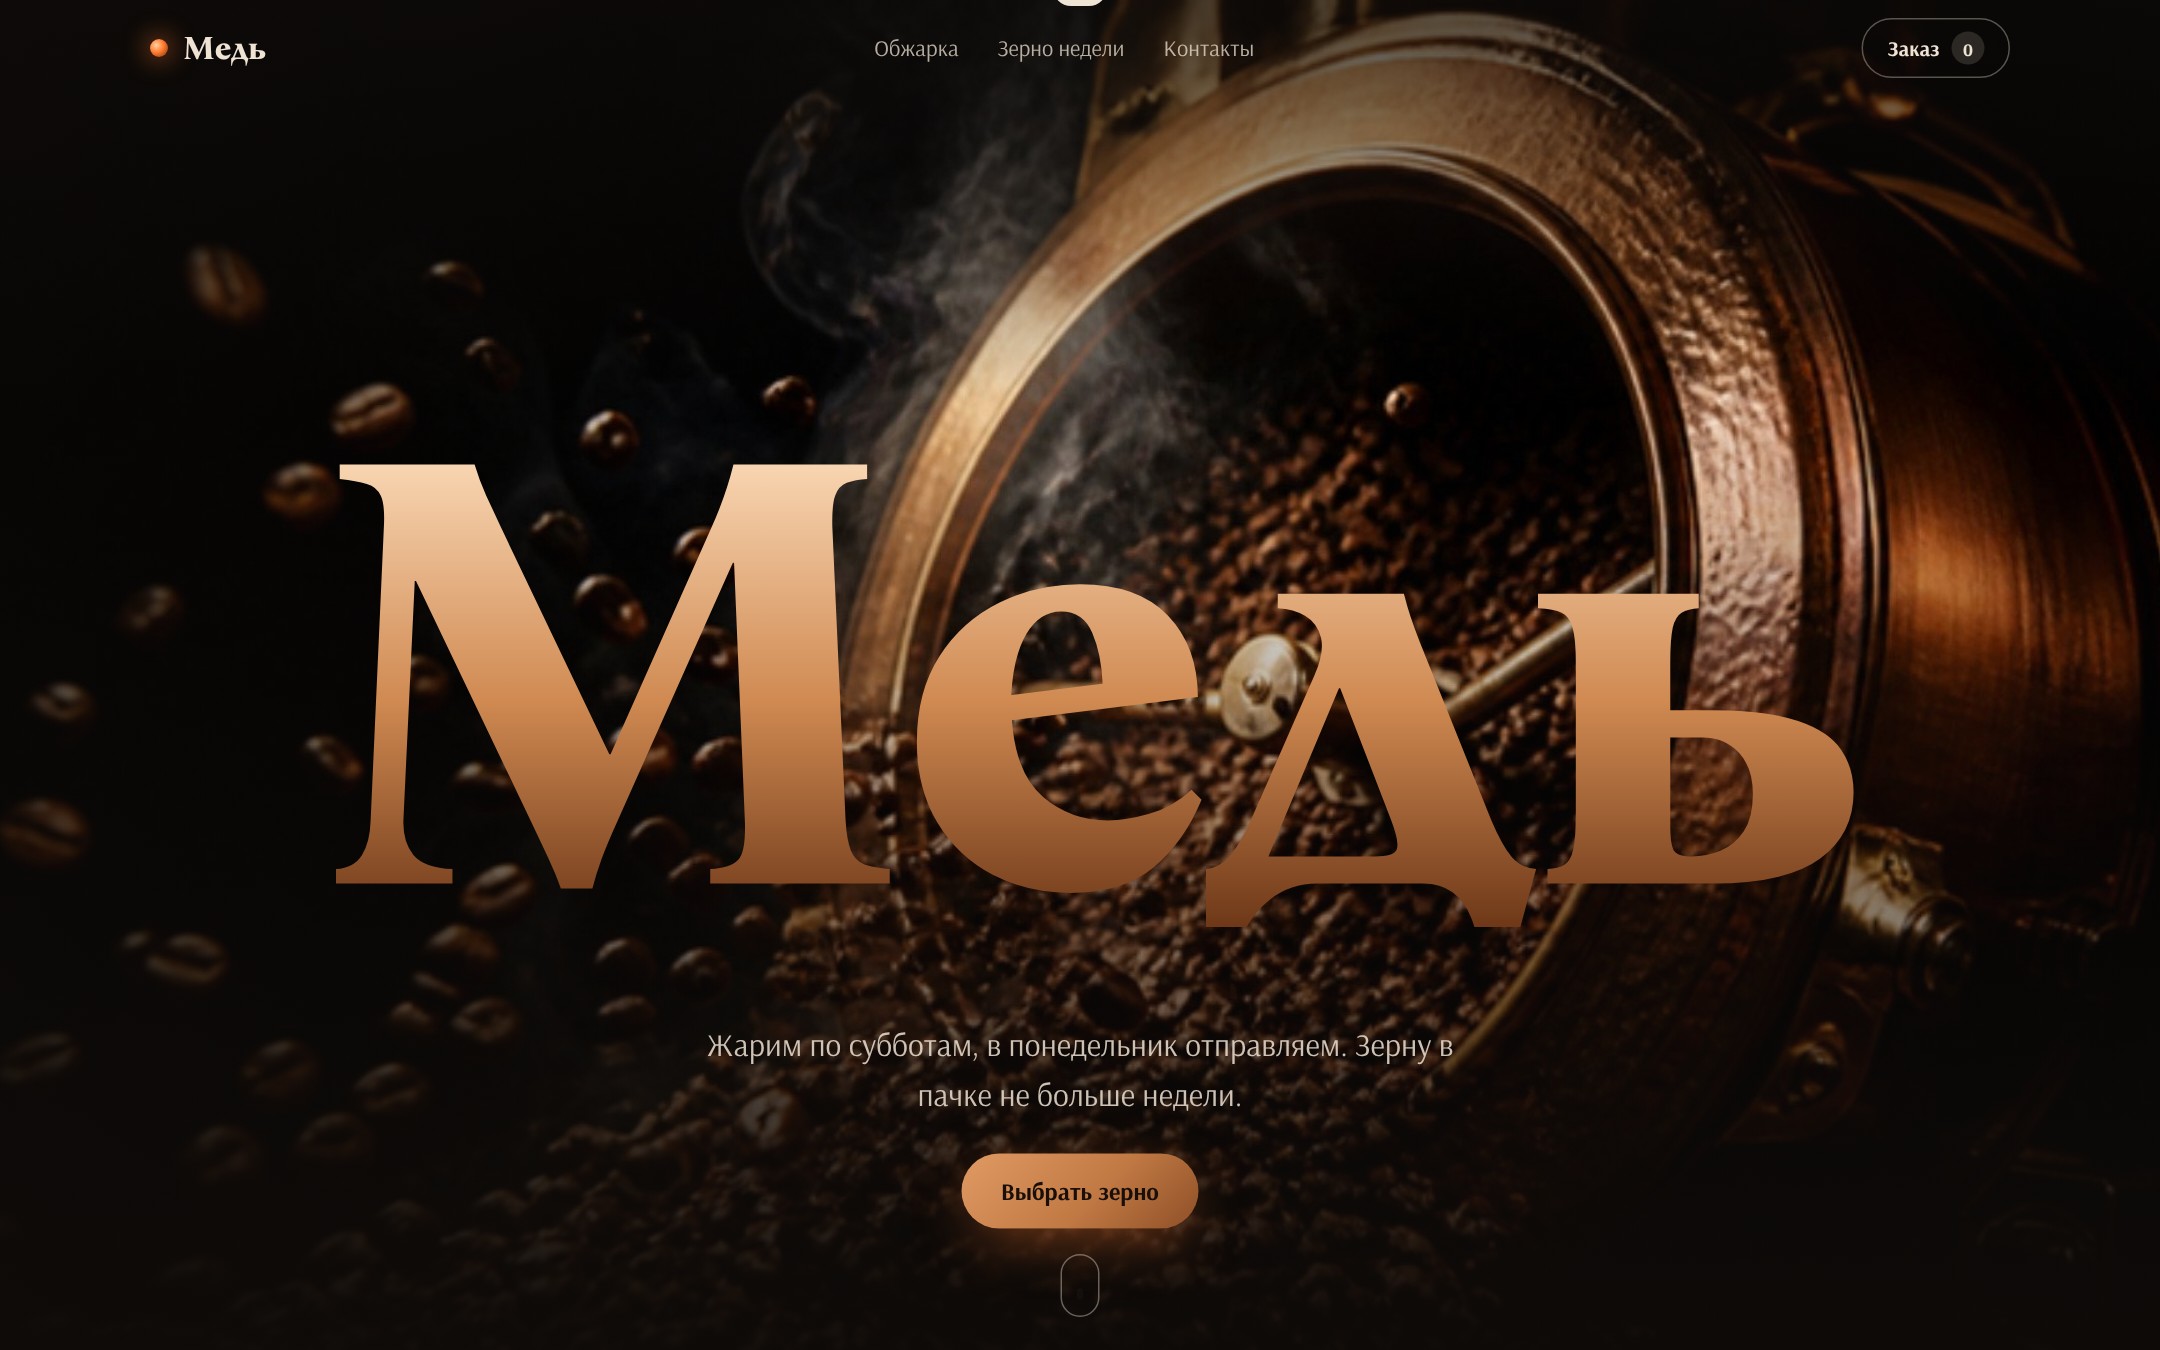 Медь
Обжарка
Зерно недели
Контакты
Заказ 0
Медь
Жарим по субботам, в понедельник отправляем. Зерну в
пачке не больше недели.
Выбрать зерно